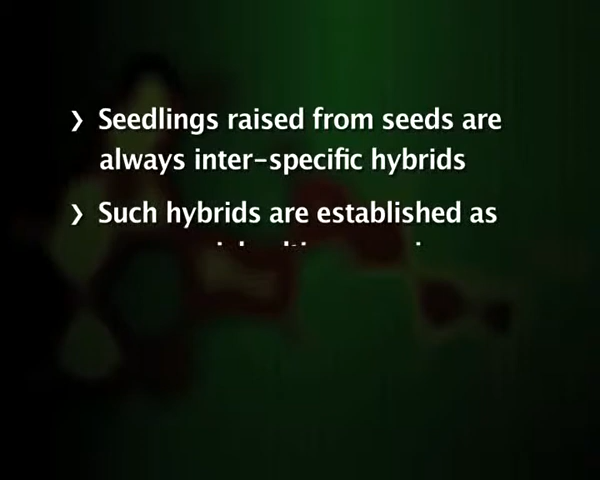 ❯ Seedlings raised from seeds are
always inter-specific hybrids
❯ Such hybrids are established as